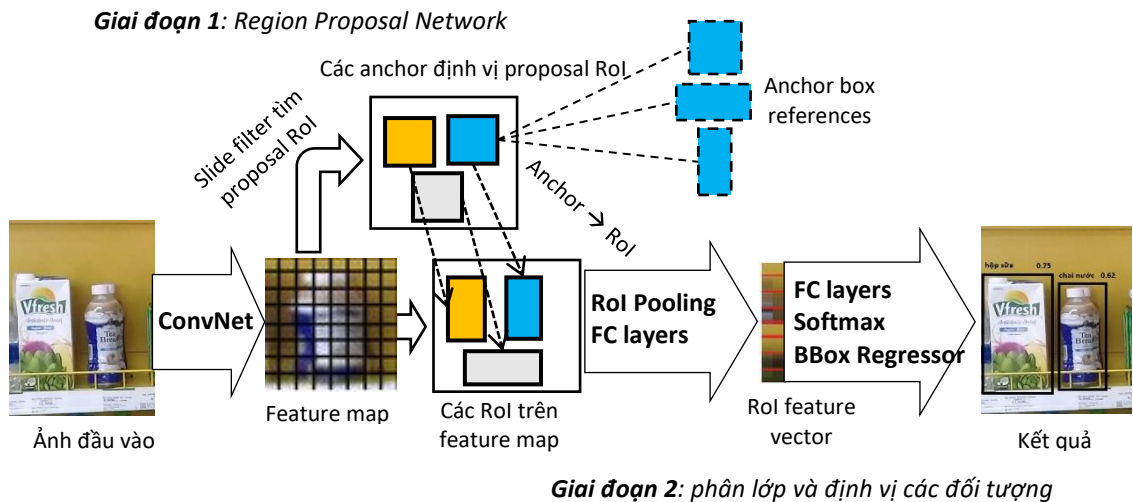 Giai đoạn 1: Region Proposal Network
Các anchor định vị proposal RoI
Anchor box
references
Slide filter tìm
proposal RoI
Anchor → RoI
ConvNet
RoI Pooling
FC layers
FC layers
Softmax
BBox Regressor
hộp sữa 0.75
chai nước 0.62
Vfresh
Vfresh
Ảnh đầu vào
Feature map
Các RoI trên
feature map
RoI feature
vector
Kết quả
Giai đoạn 2: phân lớp và định vị các đối tượng